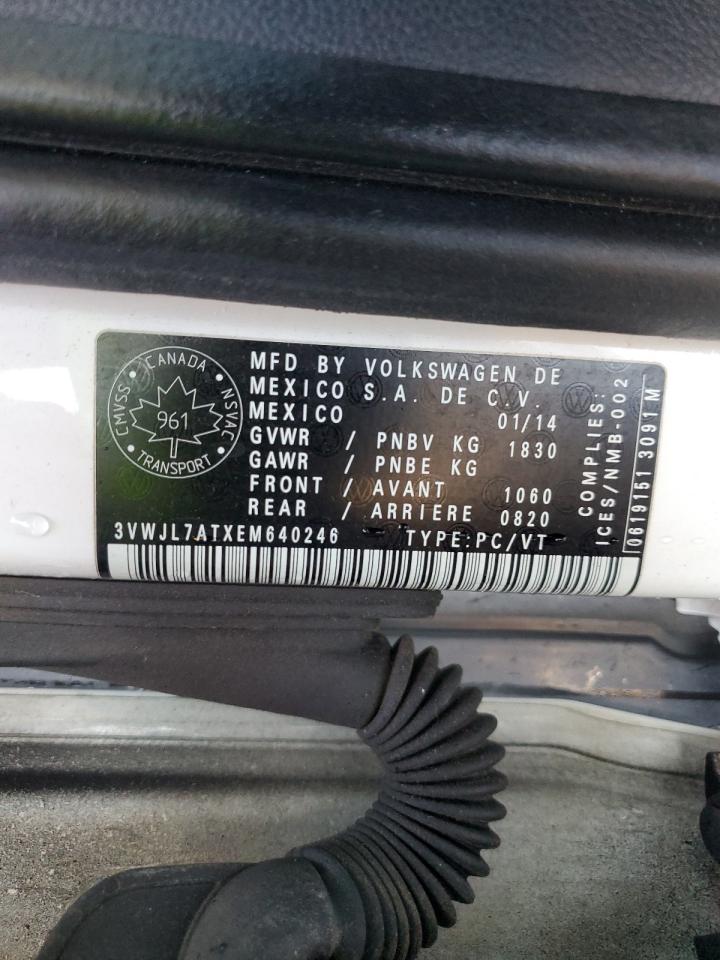 CMVSS CANADA NSVAC
961
TRANSPORT
MFD BY VOLKSWAGEN DE
MEXICO S.A. DE C.V.
MEXICO 01/14
GVWR / PNBV KG 1830
GAWR / PNBE KG
FRONT / AVANT 1060
REAR / ARRIERE 0820
3VWJL7ATXEM640246 - TYPE:PC/VT-
COMPLIES:
ICES/NMB-002
0619151 3091 M